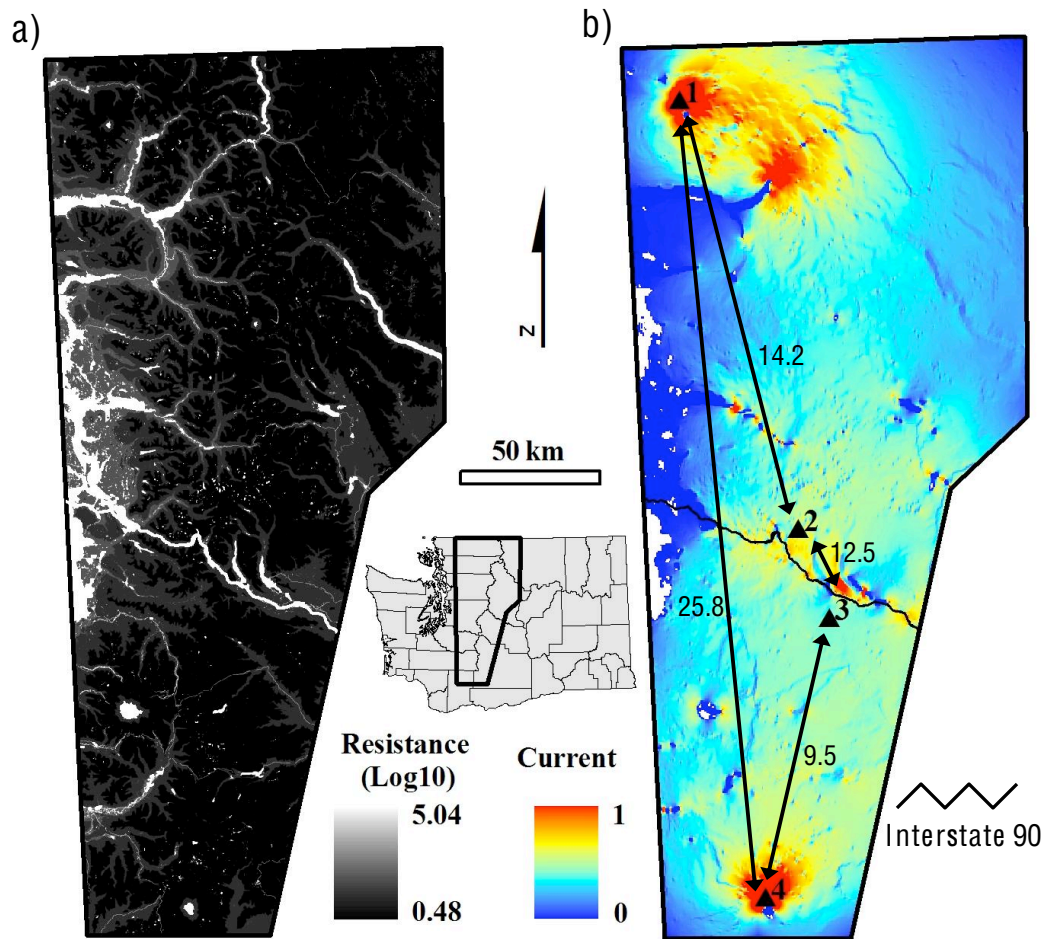 a)
b)
1
14.2
z
50 km
2
12.5
3
25.8
9.5
4
Resistance
(Log10)
5.04
0.48
Current
1
0
Interstate 90